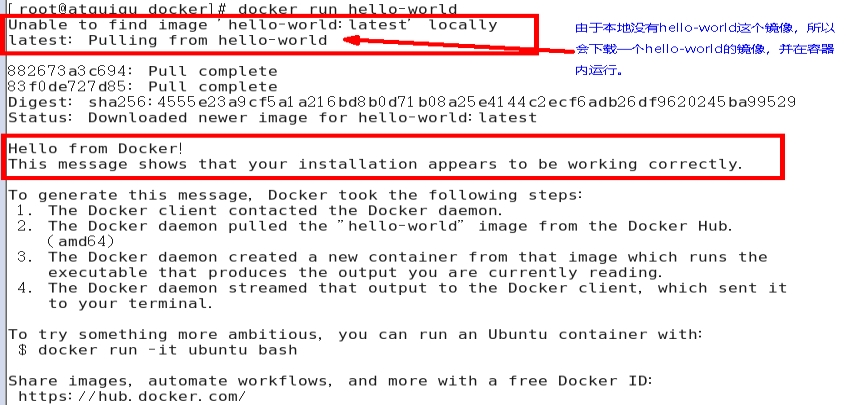 [root@atguigu docker]# docker run hello-world
Unable to find image 'hello-world:latest' locally
latest: Pulling from hello-world
由于本地没有hello-world这个镜像，所以
会下载一个hello-world的镜像，并在容器
内运行。
882673a3c694: Pull complete
83f0de727d85: Pull complete
Digest: sha256:4555e23a9cf5a1a216bd8b0d71b08a25e4144c2ecf6adb26df9620245ba99529
Status: Downloaded newer image for hello-world:latest
Hello from Docker!
This message shows that your installation appears to be working correctly.
To generate this message, Docker took the following steps:
1. The Docker client contacted the Docker daemon.
2. The Docker daemon pulled the "hello-world" image from the Docker Hub.
(amd64)
3. The Docker daemon created a new container from that image which runs the
executable that produces the output you are currently reading.
4. The Docker daemon streamed that output to the Docker client, which sent it
to your terminal.
To try something more ambitious, you can run an Ubuntu container with:
$ docker run -it ubuntu bash
Share images, automate workflows, and more with a free Docker ID:
https://hub.docker.com/